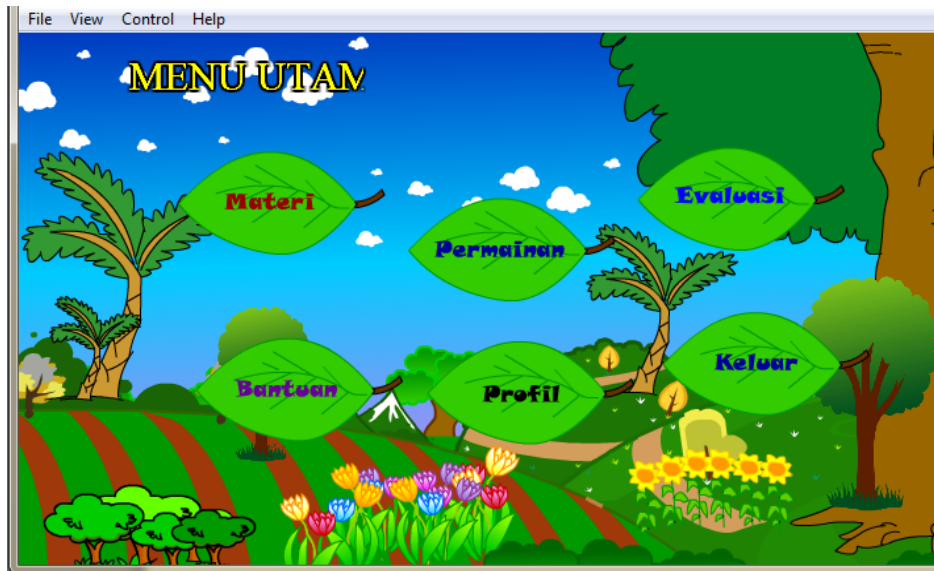 File View Control Help
MENU UTAM
Materi
Evaluasi
Permainan
Bantuan
Profil
Keluar